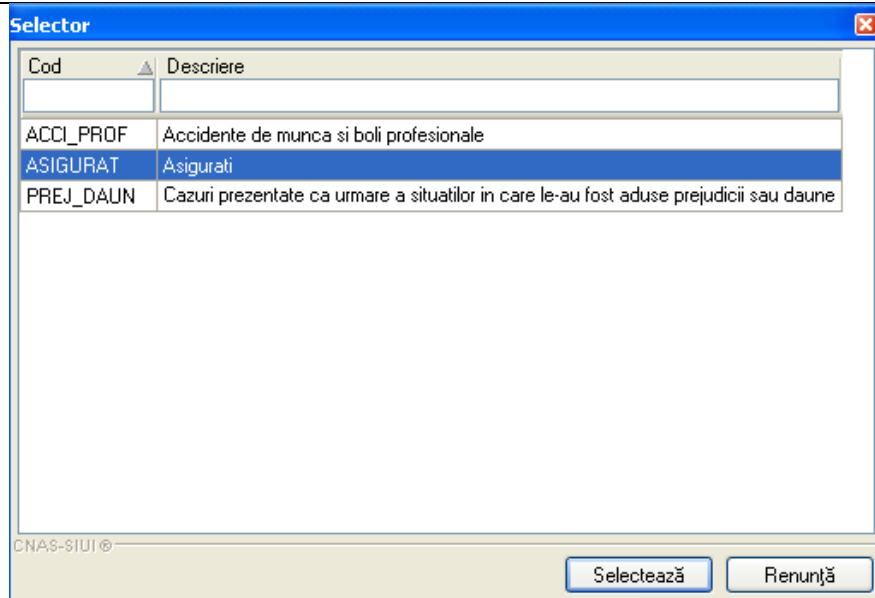 Selector
Cod Descriere
ACCI_PROF Accidente de munca si boli profesionale
ASIGURAT Asigurati
PREJ_DAUN Cazuri prezentate ca urmare a situatilor in care le-au fost aduse prejudicii sau daune
CNAS-SIUI ®
Selectează Renunţă